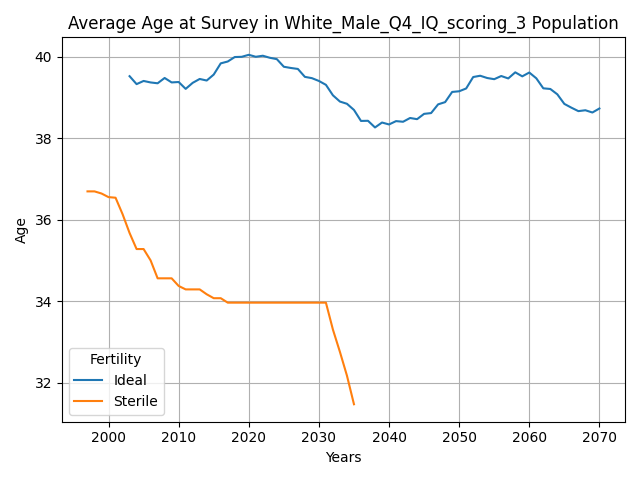 Average Age at Survey in White_Male_Q4_IQ_scoring_3 Population
Age
40
38
36
34
32
Fertility
Ideal
Sterile
2000 2010 2020 2030 2040 2050 2060 2070
Years